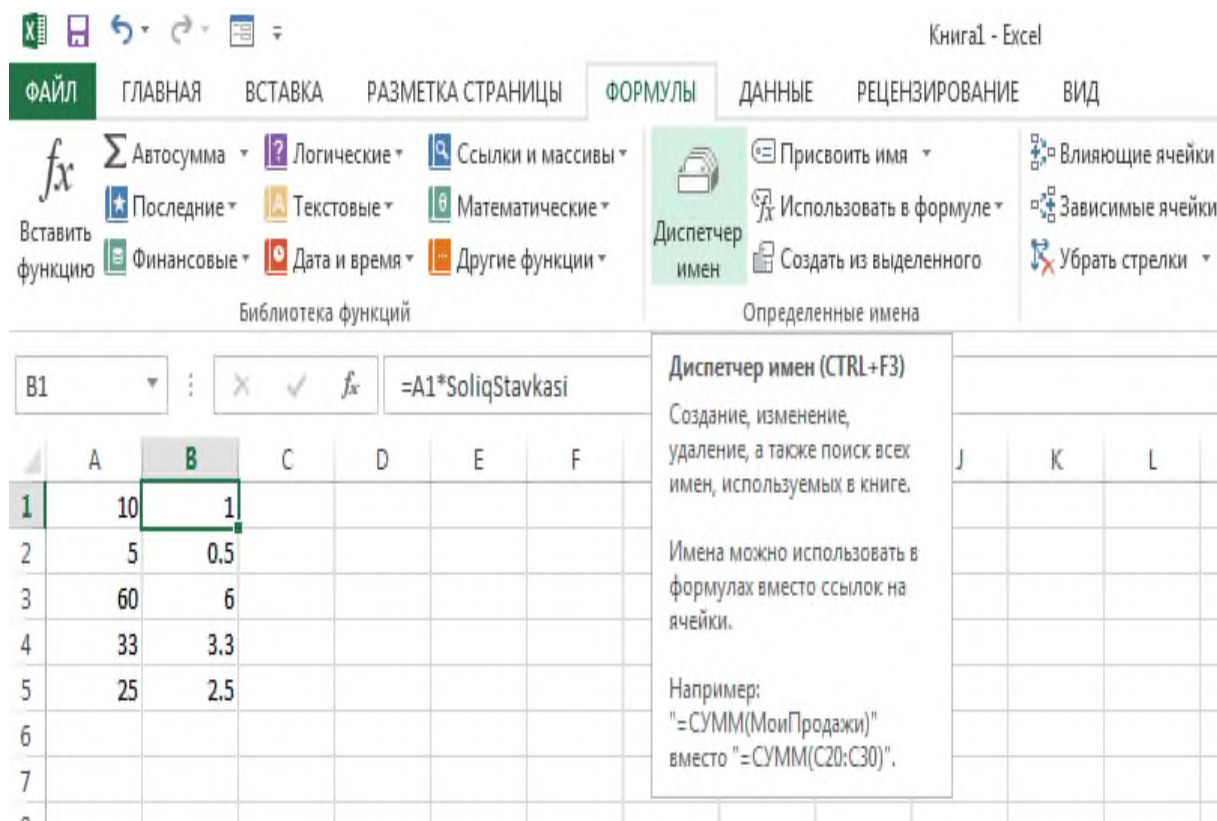 Книга1 - Excel
ФАЙЛ ГЛАВНАЯ ВСТАВКА РАЗМЕТКА СТРАНИЦЫ ФОРМУЛЫ ДАННЫЕ РЕЦЕНЗИРОВАНИЕ ВИД
fx Вставить функцию
Автосумма Логические Ссылки и массивы
Последние Текстовые Математические
Финансовые Дата и время Другие функции
Библиотека функций
Диспетчер имен
Присвоить имя
Использовать в формуле
Создать из выделенного
Определенные имена
Влияющие ячейки
Зависимые ячейки
Убрать стрелки
B1 fx =A1*SoliqStavkasi
A B C D E F J K L
1 10 1
2 5 0.5
3 60 6
4 33 3.3
5 25 2.5
6
7
Диспетчер имен (CTRL+F3)
Создание, изменение,
удаление, а также поиск всех
имен, используемых в книге.
Имена можно использовать в
формулах вместо ссылок на
ячейки.
Например:
"=СУММ(МоиПродажи)"
вместо "=СУММ(C20:C30)".